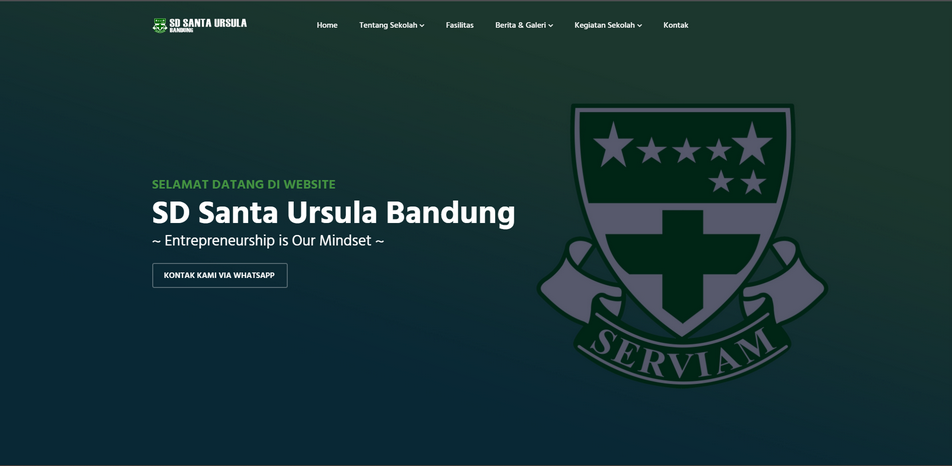 SD SANTA URSULA
BANDUNG
Home Tentang Sekolah Fasilitas Berita & Galeri Kegiatan Sekolah Kontak
SELAMAT DATANG DI WEBSITE
SD Santa Ursula Bandung
~ Entrepreneurship is Our Mindset ~
KONTAK KAMI VIA WHATSAPP
SERVIAM